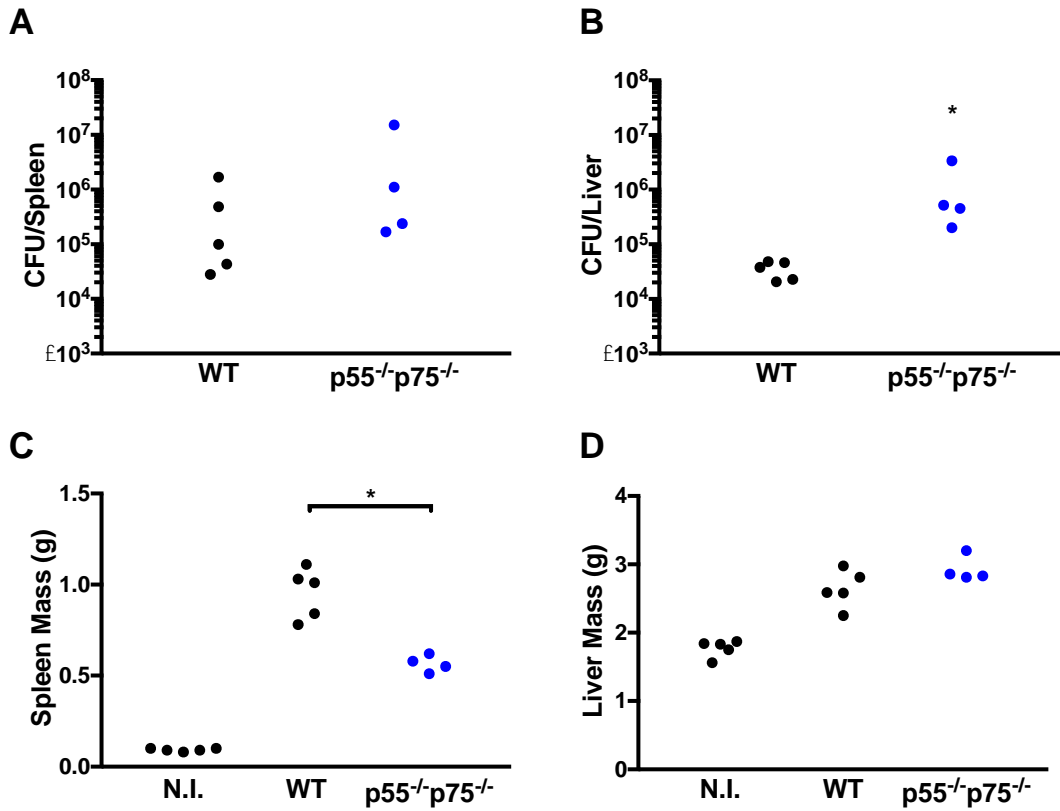 A
CFU/Spleen
10⁸
10⁷
10⁶
10⁵
10⁴
£10³
WT
p55⁻/⁻p75⁻/⁻
B
CFU/Liver
*
10⁸
10⁷
10⁶
10⁵
10⁴
£10³
WT
p55⁻/⁻p75⁻/⁻
C
Spleen Mass (g)
*
1.5
1.0
0.5
0.0
N.I.
WT
p55⁻/⁻p75⁻/⁻
D
Liver Mass (g)
4
3
2
1
0
N.I.
WT
p55⁻/⁻p75⁻/⁻